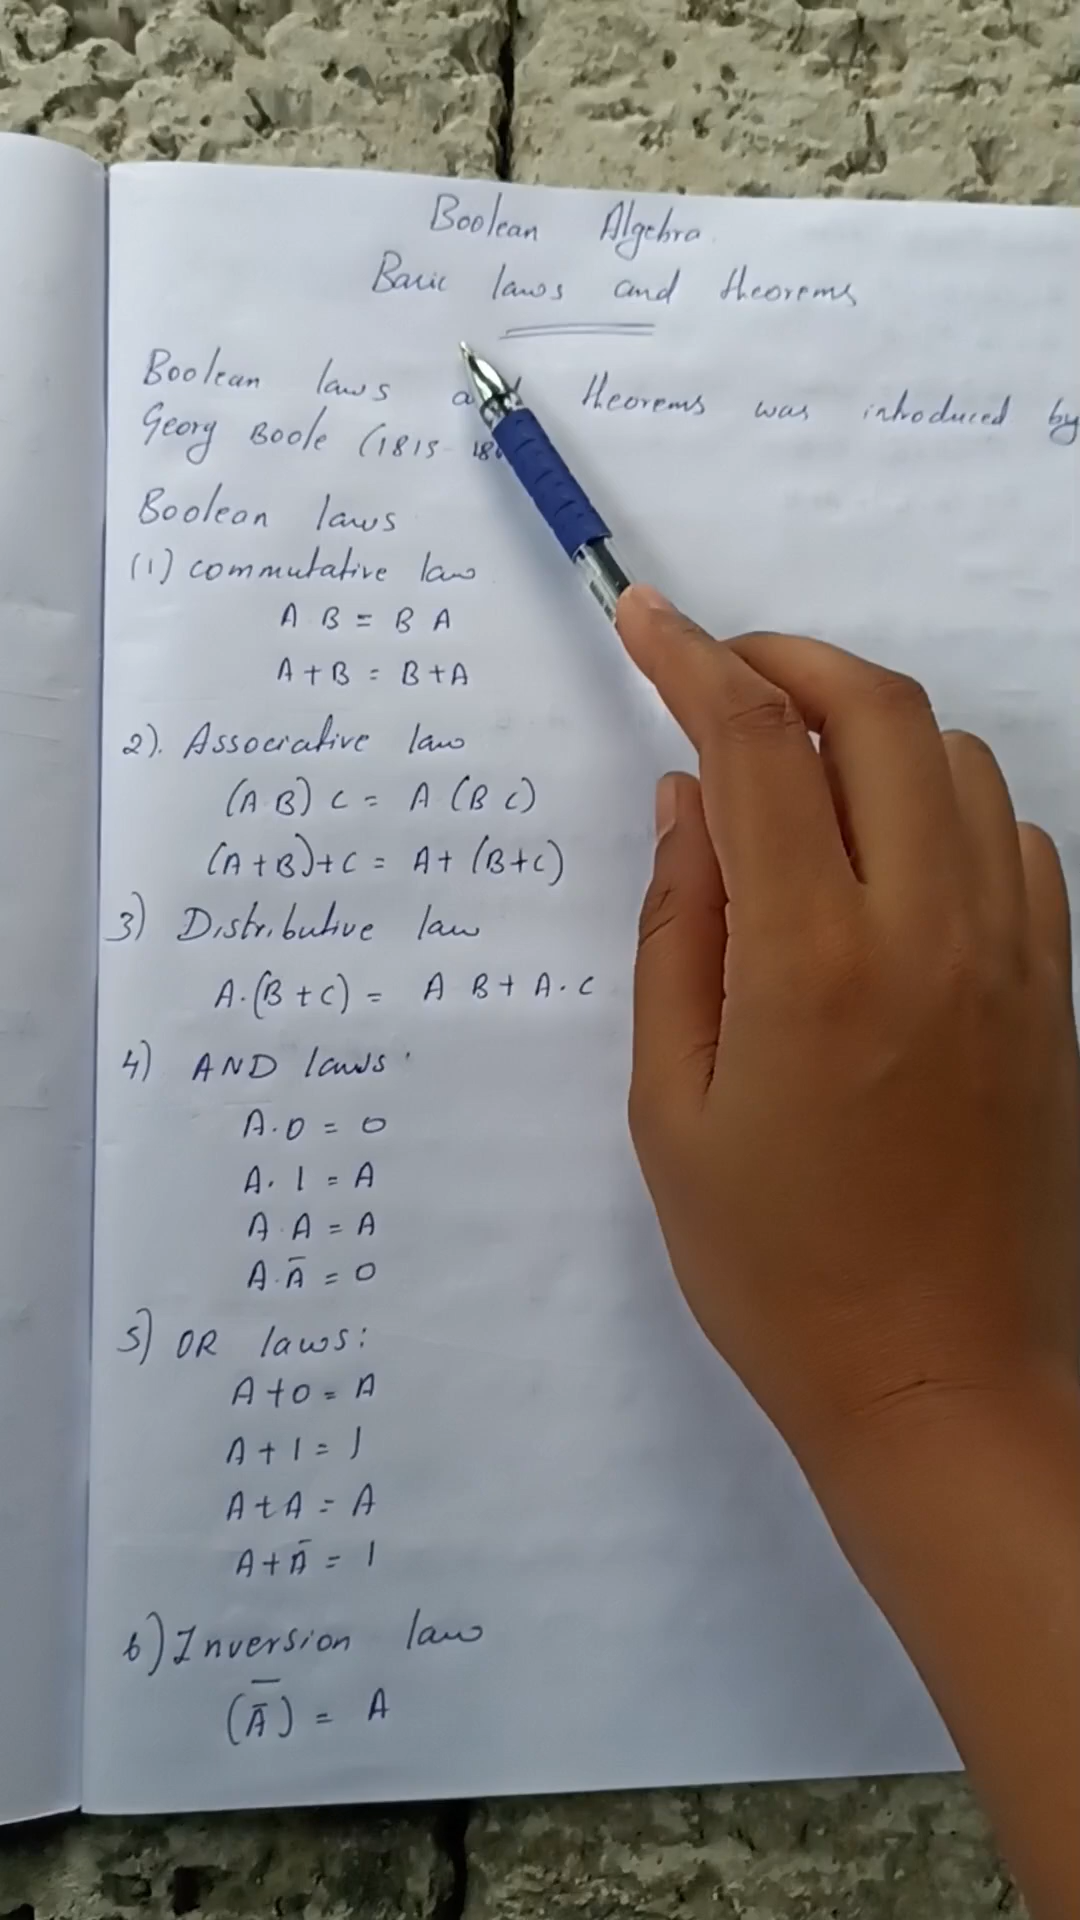 Boolean Algebra
Basic laws and theorems
Boolean laws theorems was introduced by
Georg Boole (1815-
Boolean laws
(1) commutative law
A B = B A
A + B = B + A
2). Associative law
(A·B) C = A (B C)
(A + B) + C = A + (B + C)
3) Distributive law
A·(B + C) = A B + A·C
4) AND laws:
A·0 = 0
A·1 = A
A·A = A
A·Ā = 0
5) OR laws:
A + 0 = A
A + 1 = 1
A + A = A
A + Ā = 1
6) Inversion law
(Ā̅) = A